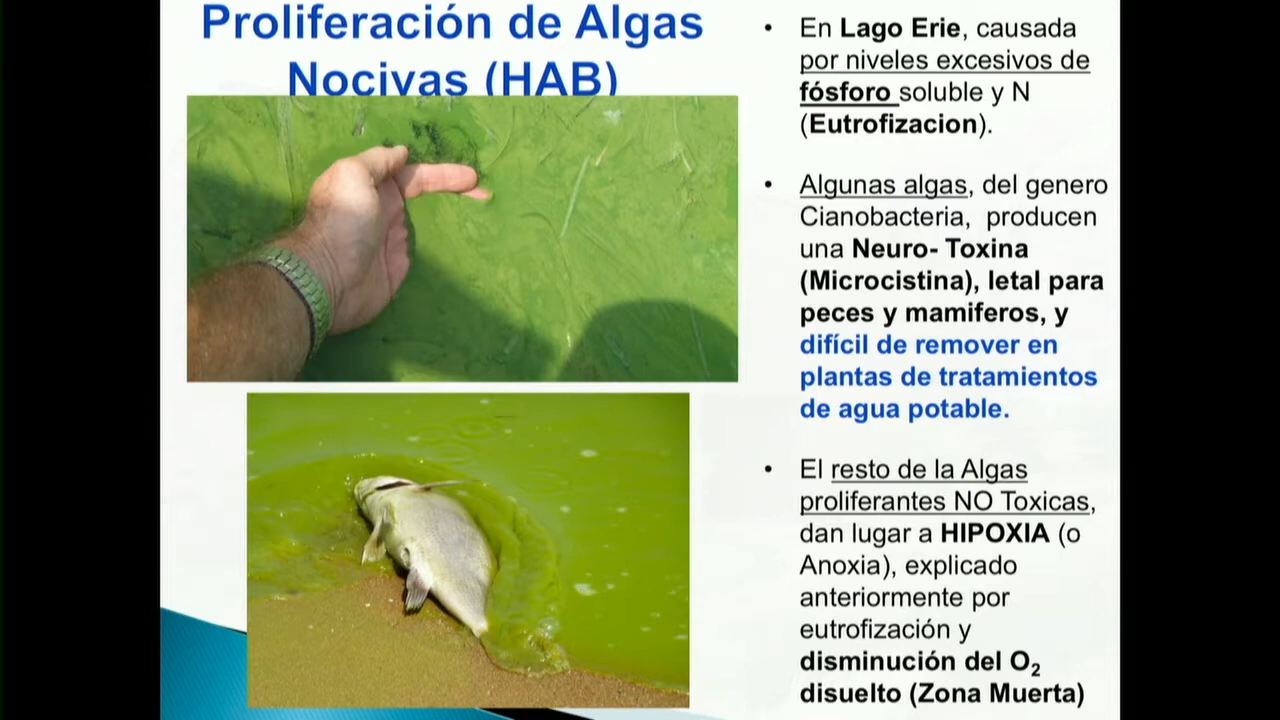 Proliferación de Algas
Nocivas (HAB)
• En Lago Erie, causada
por niveles excesivos de
fósforo soluble y N
(Eutrofizacion).
• Algunas algas, del genero
Cianobacteria, producen
una Neuro- Toxina
(Microcistina), letal para
peces y mamiferos, y
difícil de remover en
plantas de tratamientos
de agua potable.
• El resto de la Algas
proliferantes NO Toxicas,
dan lugar a HIPOXIA (o
Anoxia), explicado
anteriormente por
eutrofización y
disminución del O₂
disuelto (Zona Muerta)